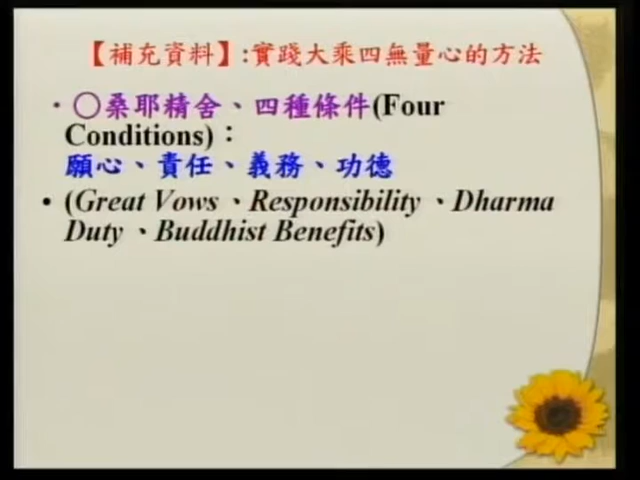 【補充資料】:實踐大乘四無量心的方法
•○桑耶精舍、四種條件(Four
Conditions)：
願心、責任、義務、功德
• (Great Vows、Responsibility、Dharma
Duty、Buddhist Benefits)